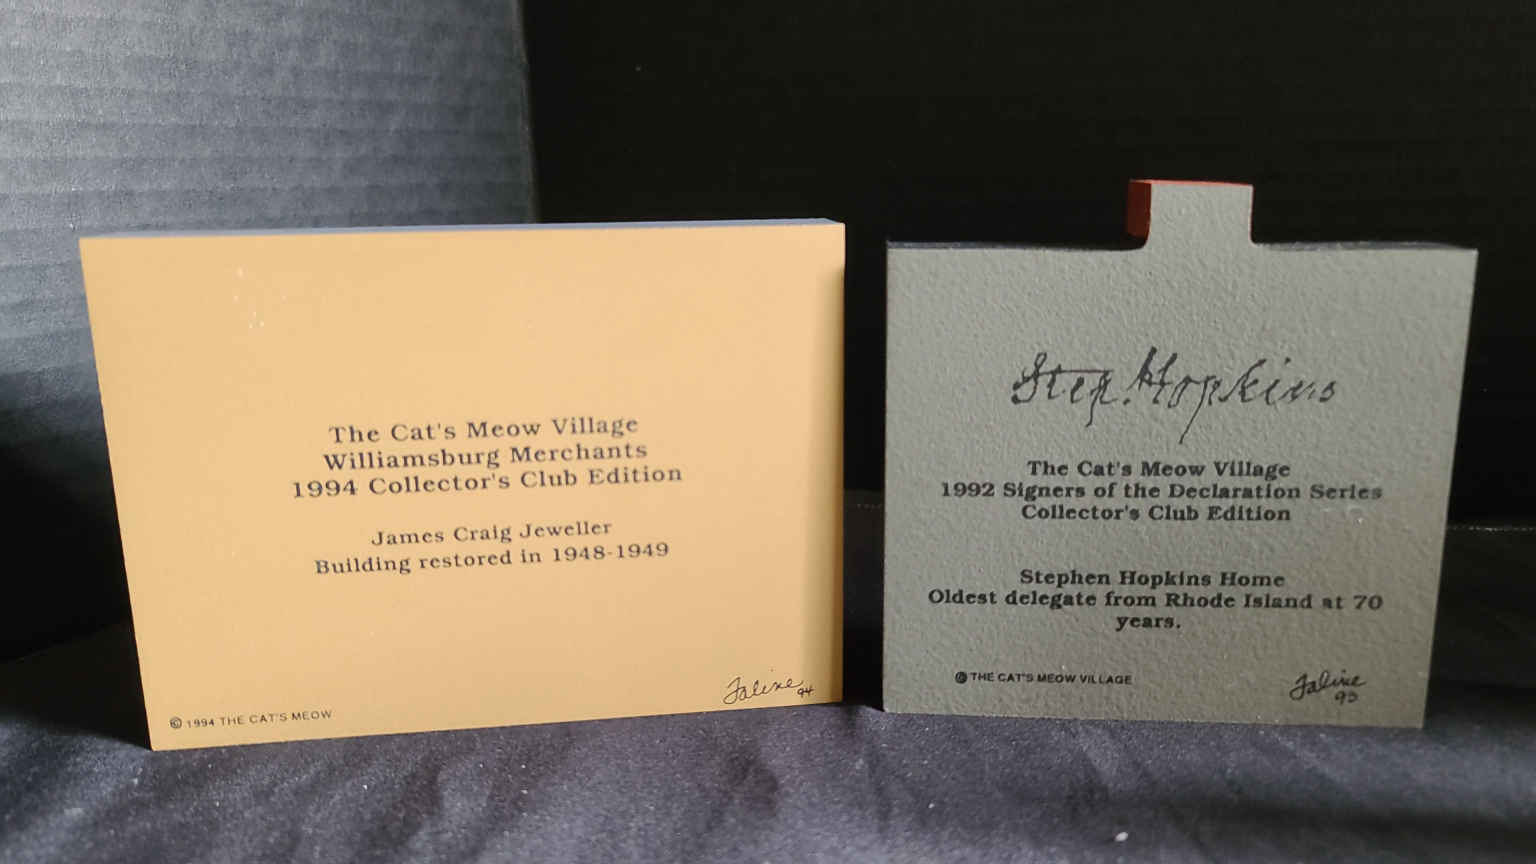 The Cat's Meow Village
Williamsburg Merchants
1994 Collector's Club Edition
James Craig Jeweller
Building restored in 1948-1949
Faline
94
© 1994 THE CAT'S MEOW
Step. Hopkins
The Cat's Meow Village
1992 Signers of the Declaration Series
Collector's Club Edition
Stephen Hopkins Home
Oldest delegate from Rhode Island at 70
years.
© THE CAT'S MEOW VILLAGE
Faline